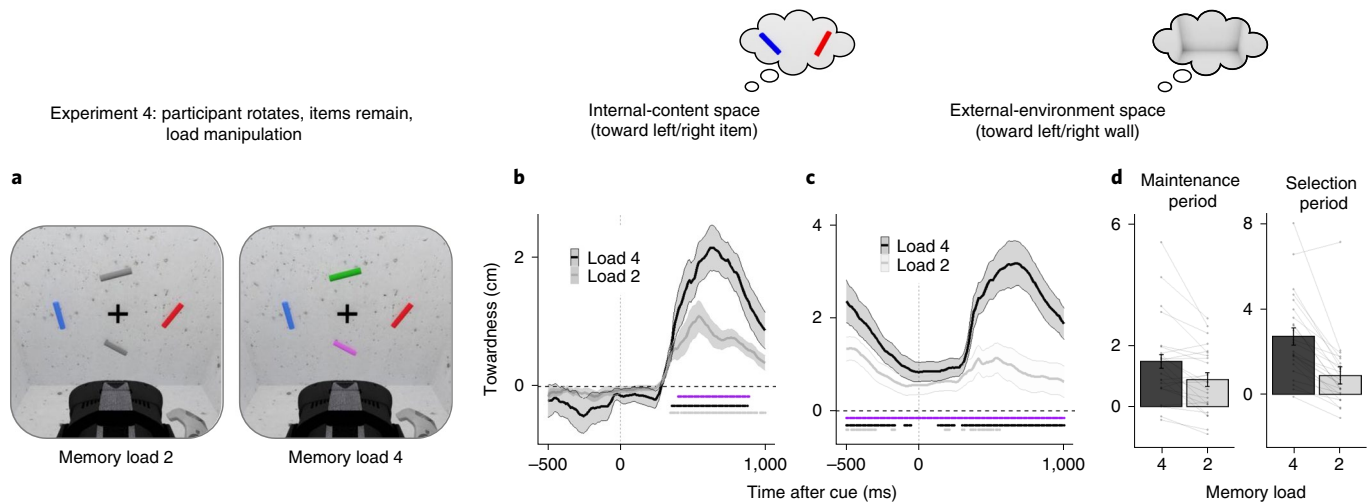 Experiment 4: participant rotates, items remain,
load manipulation
Internal-content space
(toward left/right item)
External-environment space
(toward left/right wall)
a
Memory load 2
Memory load 4
b
Load 4
Load 2
Towardness (cm)
2
0
–500
0
1,000
c
Load 4
Load 2
4
2
0
–500
0
1,000
Time after cue (ms)
d
Maintenance
period
6
4
2
0
4
2
Selection
period
8
4
0
4
2
Memory load